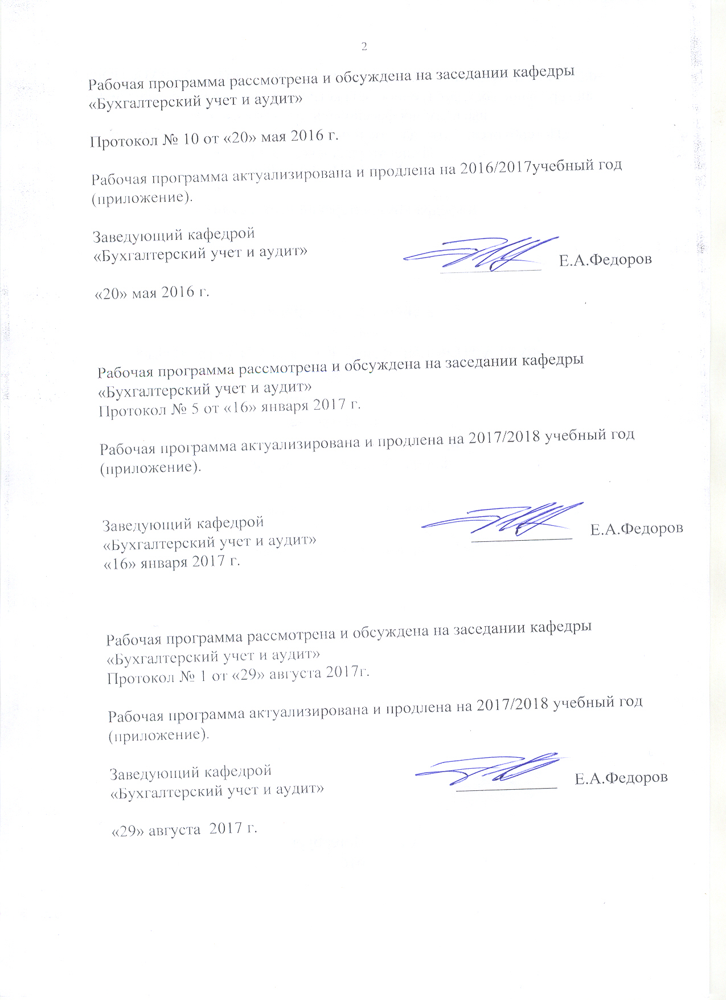 2
Рабочая программа рассмотрена и обсуждена на заседании кафедры
«Бухгалтерский учет и аудит»
Протокол № 10 от «20» мая 2016 г.
Рабочая программа актуализирована и продлена на 2016/2017учебный год
(приложение).
Заведующий кафедрой
«Бухгалтерский учет и аудит» Е.А.Федоров
«20» мая 2016 г.
Рабочая программа рассмотрена и обсуждена на заседании кафедры
«Бухгалтерский учет и аудит»
Протокол № 5 от «16» января 2017 г.
Рабочая программа актуализирована и продлена на 2017/2018 учебный год
(приложение).
Заведующий кафедрой
«Бухгалтерский учет и аудит» Е.А.Федоров
«16» января 2017 г.
Рабочая программа рассмотрена и обсуждена на заседании кафедры
«Бухгалтерский учет и аудит»
Протокол № 1 от «29» августа 2017г.
Рабочая программа актуализирована и продлена на 2017/2018 учебный год
(приложение).
Заведующий кафедрой
«Бухгалтерский учет и аудит» Е.А.Федоров
«29» августа 2017 г.